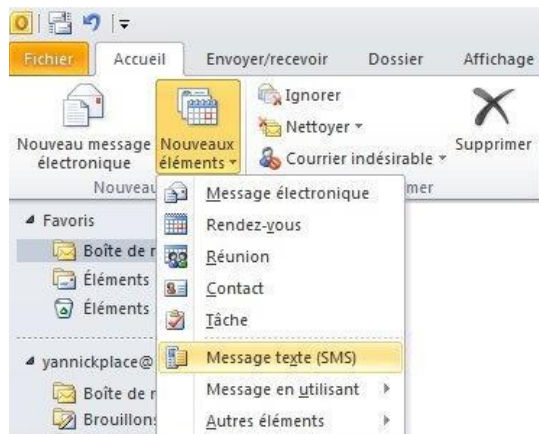 Fichier Accueil Envoyer/recevoir Dossier Affichage
Nouveau message électronique
Nouveaux éléments
Ignorer
Nettoyer
Courrier indésirable
Supprimer
Nouveau
mer
Message électronique
Rendez-vous
Réunion
Contact
Tâche
Message texte (SMS)
Message en utilisant
Autres éléments
Favoris
Boîte de r
Éléments
Éléments
yannickplace@
Boîte de r
Brouillons